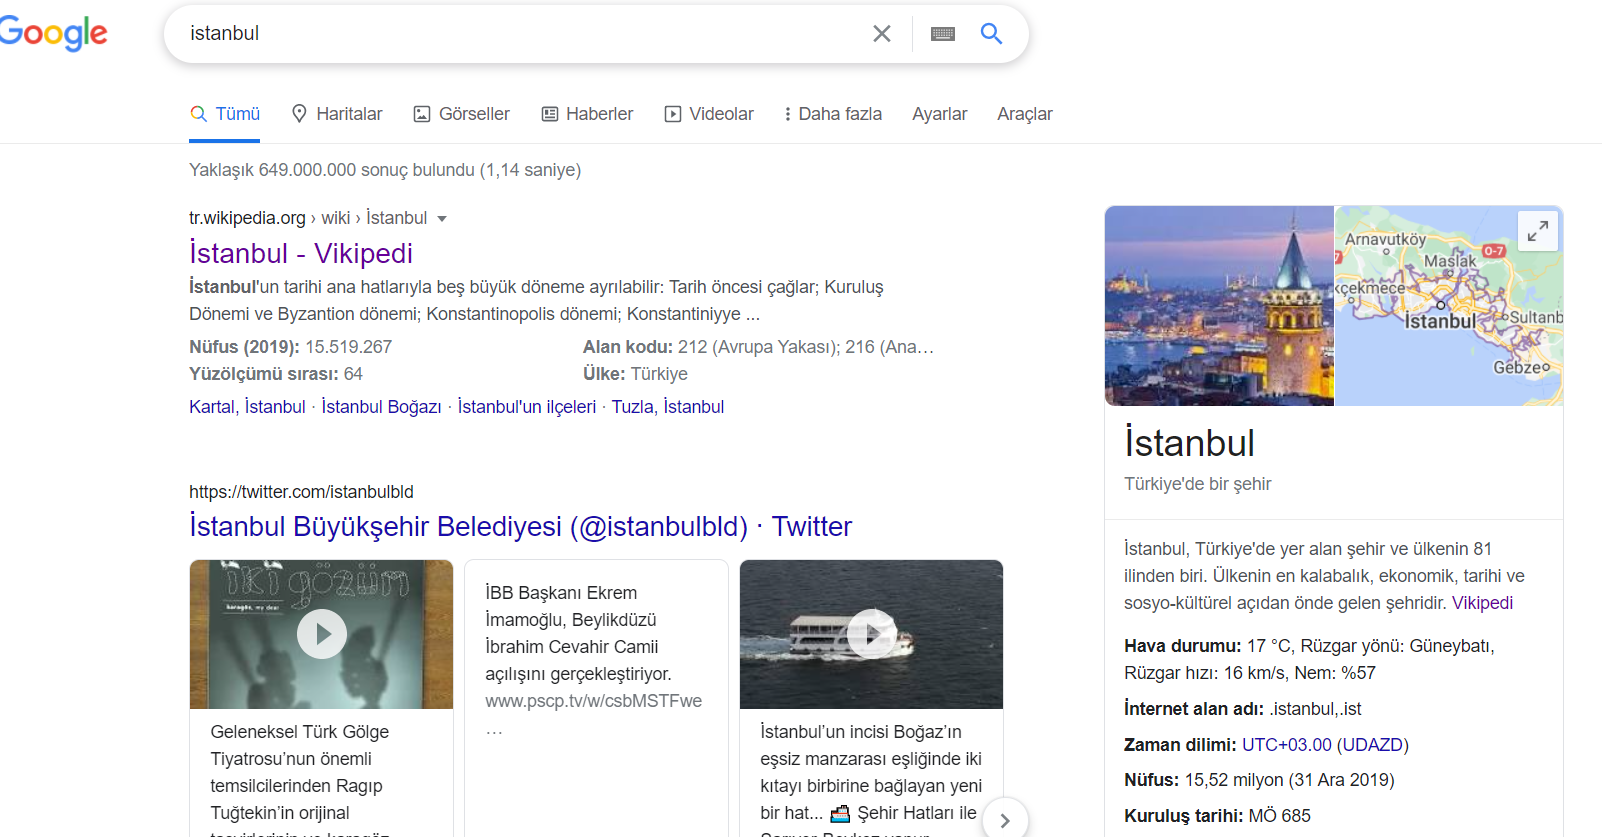 Google
istanbul
Tümü
Haritalar
Görseller
Haberler
Videolar
Daha fazla
Ayarlar
Araçlar
Yaklaşık 649.000.000 sonuç bulundu (1,14 saniye)
tr.wikipedia.org › wiki › İstanbul
İstanbul - Vikipedi
İstanbul'un tarihi ana hatlarıyla beş büyük döneme ayrılabilir: Tarih öncesi çağlar; Kuruluş
Dönemi ve Byzantion dönemi; Konstantinopolis dönemi; Konstantiniyye ...
Nüfus (2019): 15.519.267
Alan kodu: 212 (Avrupa Yakası); 216 (Ana…
Yüzölçümü sırası: 64
Ülke: Türkiye
Kartal, İstanbul · İstanbul Boğazı · İstanbul'un ilçeleri · Tuzla, İstanbul
https://twitter.com/istanbulbld
İstanbul Büyükşehir Belediyesi (@istanbulbld) · Twitter
iki gözüm
karagöz, my dear
Geleneksel Türk Gölge
Tiyatrosu’nun önemli
temsilcilerinden Ragıp
Tuğtekin’in orijinal
İBB Başkanı Ekrem
İmamoğlu, Beylikdüzü
İbrahim Cevahir Camii
açılışını gerçekleştiriyor.
www.pscp.tv/w/csbMSTFwe
…
İstanbul’un incisi Boğaz’ın
eşsiz manzarası eşliğinde iki
kıtayı birbirine bağlayan yeni
bir hat... Şehir Hatları ile
Arnavutköy
O-7
Maslak
kçekmece
İstanbul
Sultanb
Gebze
İstanbul
Türkiye'de bir şehir
İstanbul, Türkiye'de yer alan şehir ve ülkenin 81
ilinden biri. Ülkenin en kalabalık, ekonomik, tarihi ve
sosyo-kültürel açıdan önde gelen şehridir. Vikipedi
Hava durumu: 17 °C, Rüzgar yönü: Güneybatı,
Rüzgar hızı: 16 km/s, Nem: %57
İnternet alan adı: .istanbul,.ist
Zaman dilimi: UTC+03.00 (UDAZD)
Nüfus: 15,52 milyon (31 Ara 2019)
Kuruluş tarihi: MÖ 685